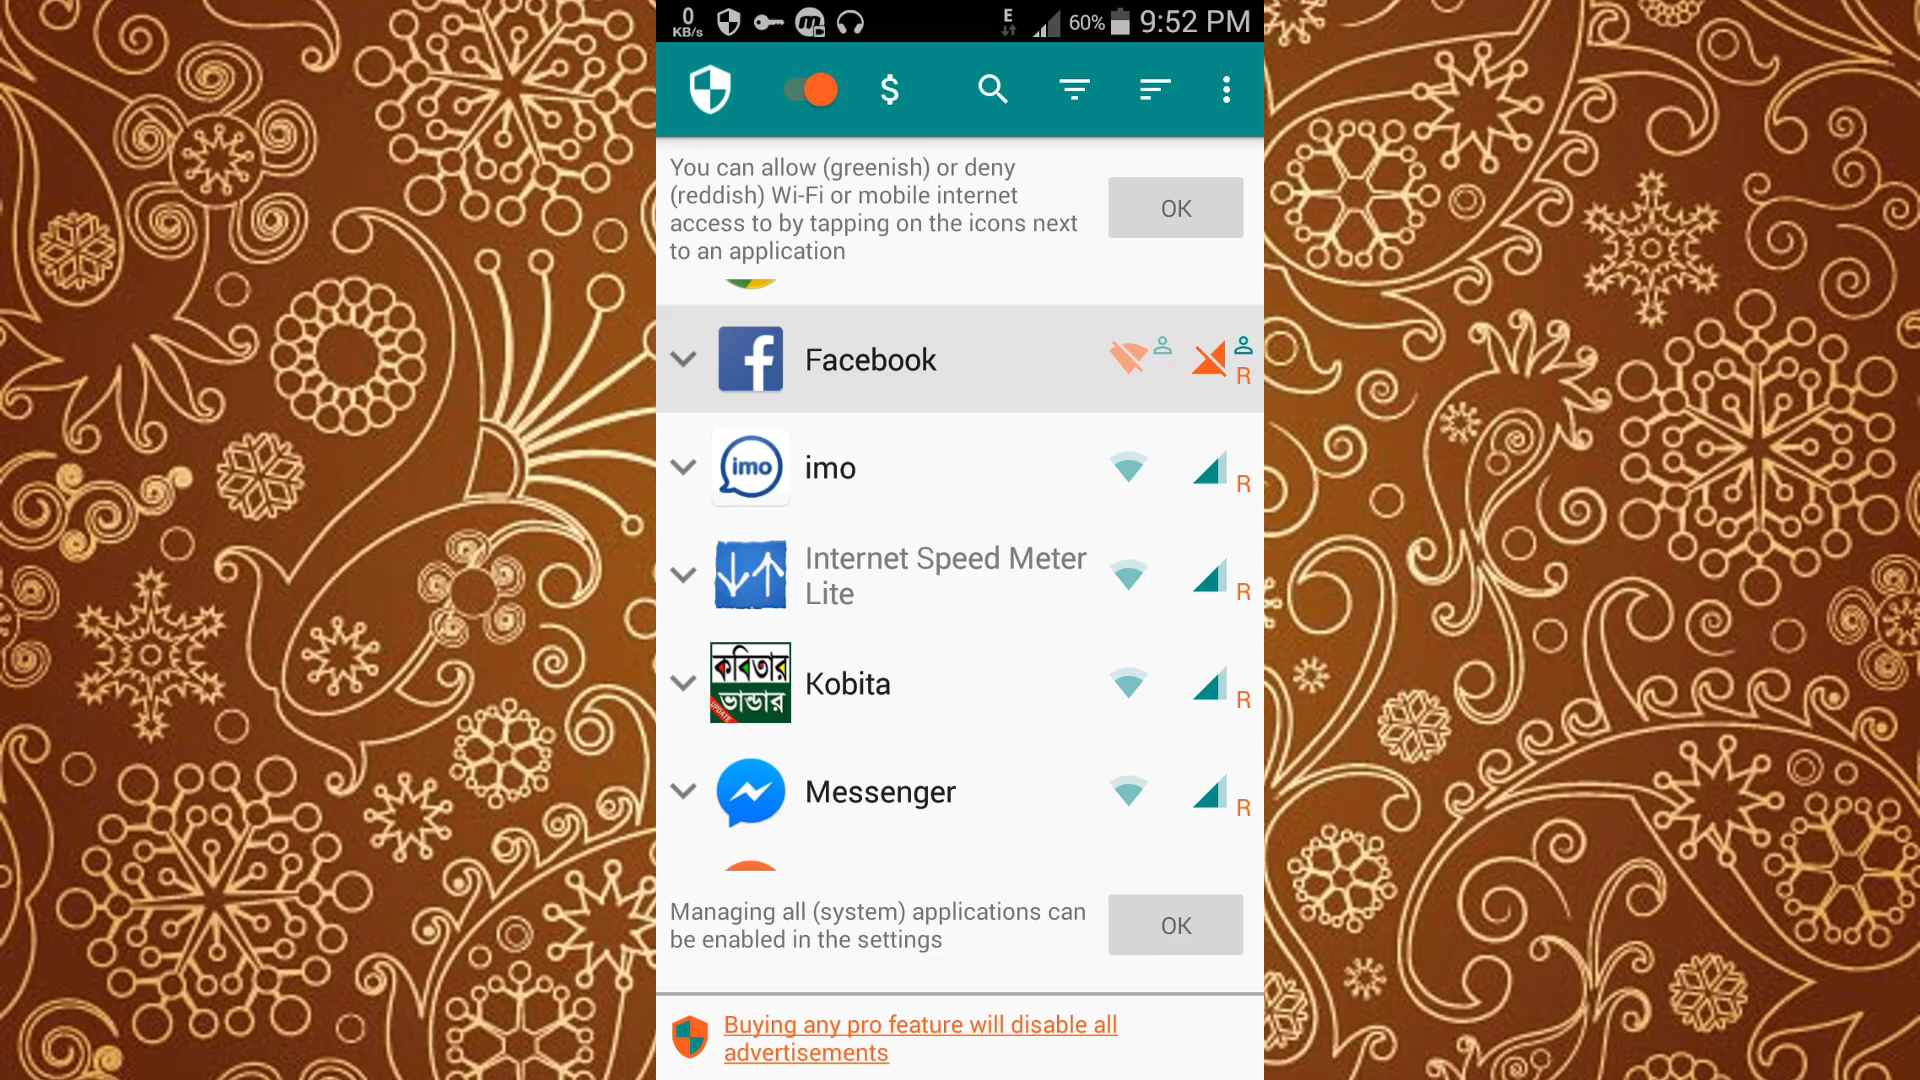 0
KB/s
E
60%
9:52 PM
$
You can allow (greenish) or deny
(reddish) Wi-Fi or mobile internet
access to by tapping on the icons next
to an application
OK
f
Facebook
R
imo
imo
R
Internet Speed Meter
Lite
R
কবিতার
ভান্ডার
UPDATE
Kobita
R
Messenger
R
Managing all (system) applications can
be enabled in the settings
OK
Buying any pro feature will disable all
advertisements